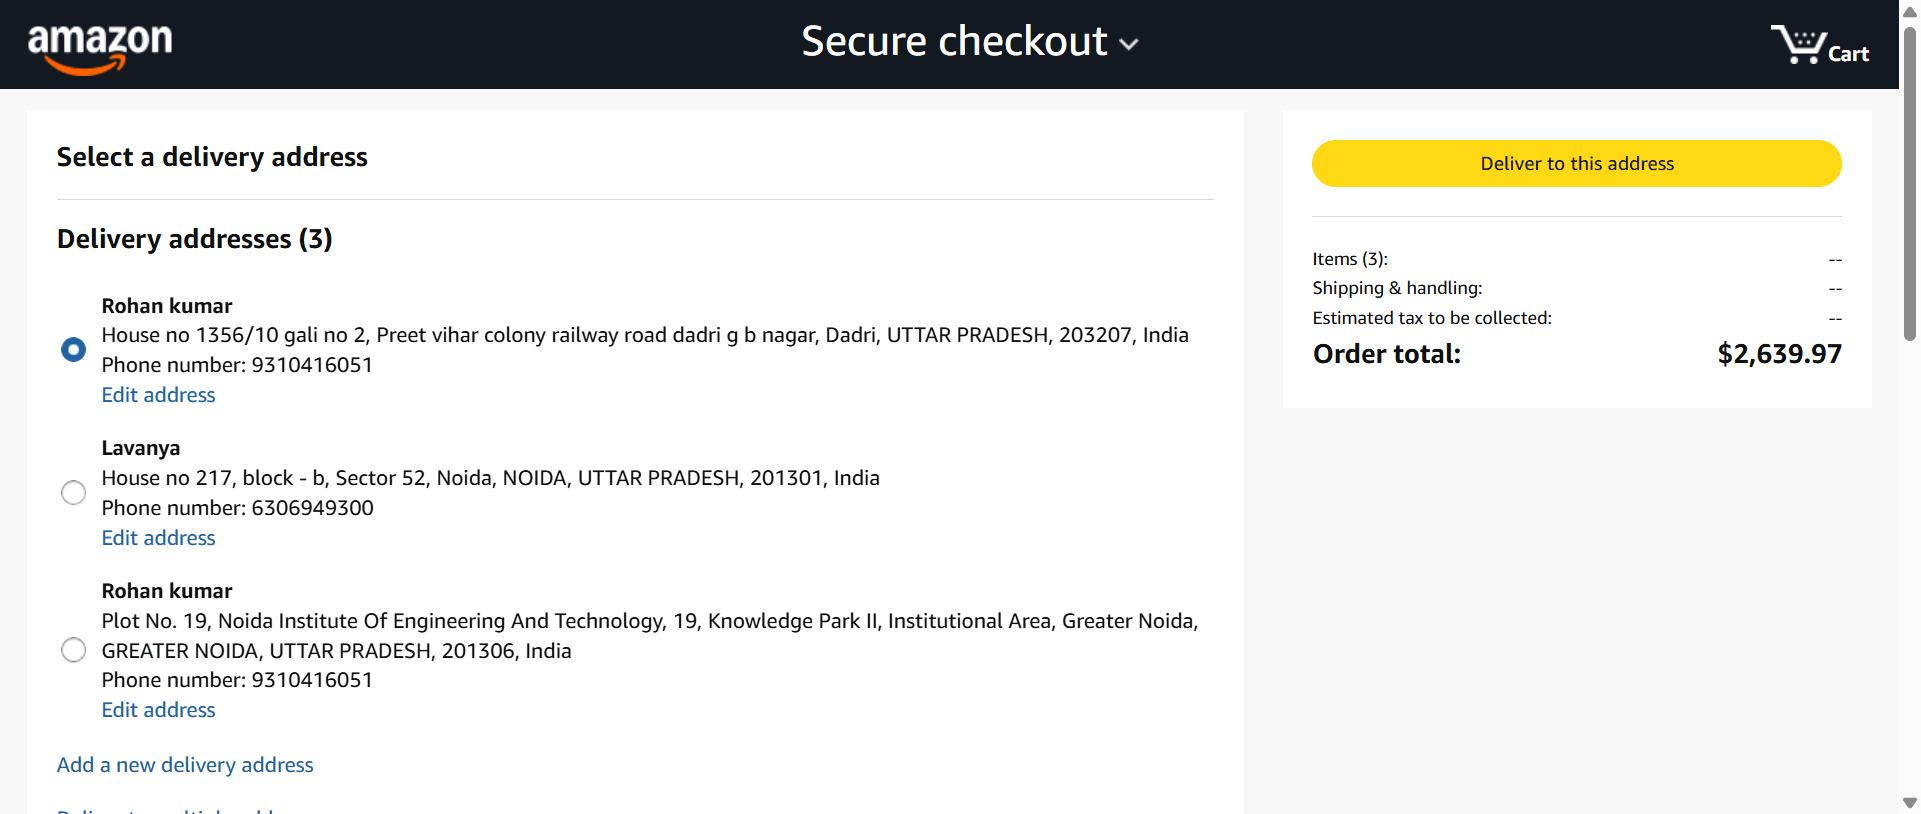 amazon
Secure checkout
Cart
Select a delivery address
Delivery addresses (3)
Rohan kumar
House no 1356/10 gali no 2, Preet vihar colony railway road dadri g b nagar, Dadri, UTTAR PRADESH, 203207, India
Phone number: 9310416051
Edit address
Lavanya
House no 217, block - b, Sector 52, Noida, NOIDA, UTTAR PRADESH, 201301, India
Phone number: 6306949300
Edit address
Rohan kumar
Plot No. 19, Noida Institute Of Engineering And Technology, 19, Knowledge Park II, Institutional Area, Greater Noida,
GREATER NOIDA, UTTAR PRADESH, 201306, India
Phone number: 9310416051
Edit address
Add a new delivery address
Deliver to this address
Items (3): --
Shipping & handling: --
Estimated tax to be collected: --
Order total: $2,639.97